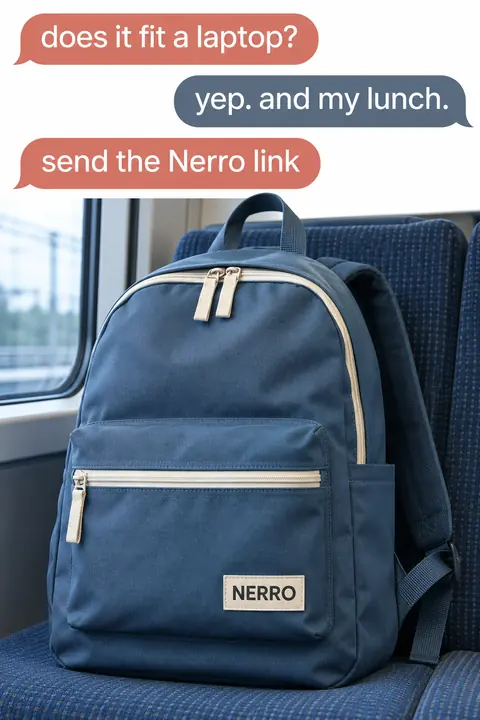 does it fit a laptop?
yep. and my lunch.
send the Nerro link
NERRO